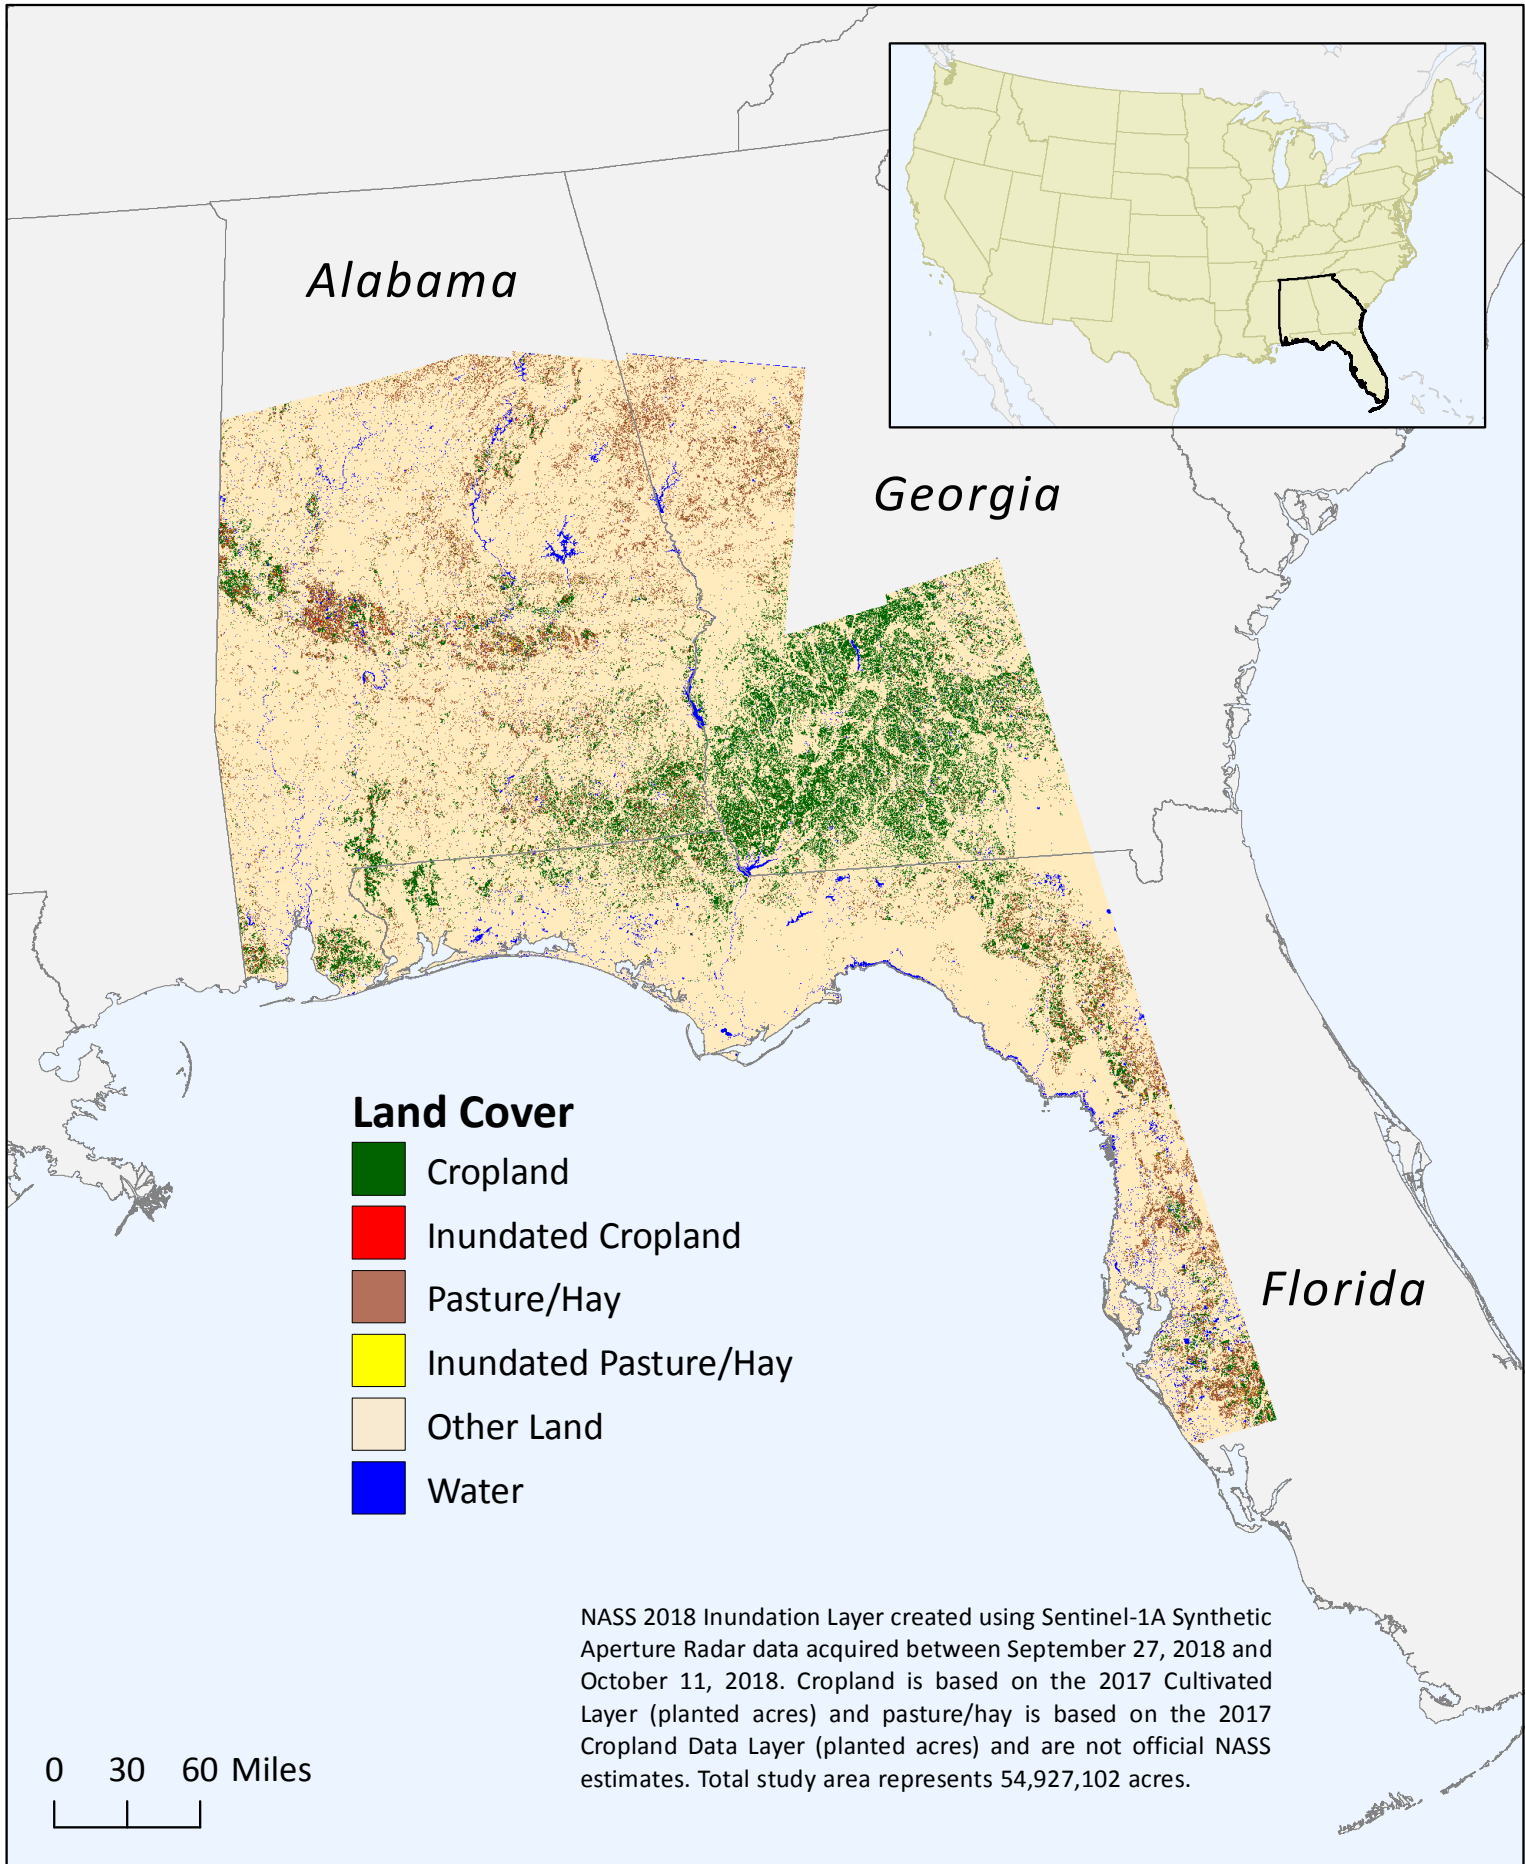 Alabama
Georgia
Land Cover
Cropland
Inundated Cropland
Pasture/Hay
Inundated Pasture/Hay
Other Land
Water
Florida
NASS 2018 Inundation Layer created using Sentinel-1A Synthetic
Aperture Radar data acquired between September 27, 2018 and
October 11, 2018. Cropland is based on the 2017 Cultivated
Layer (planted acres) and pasture/hay is based on the 2017
Cropland Data Layer (planted acres) and are not official NASS
estimates. Total study area represents 54,927,102 acres.
0 30 60 Miles